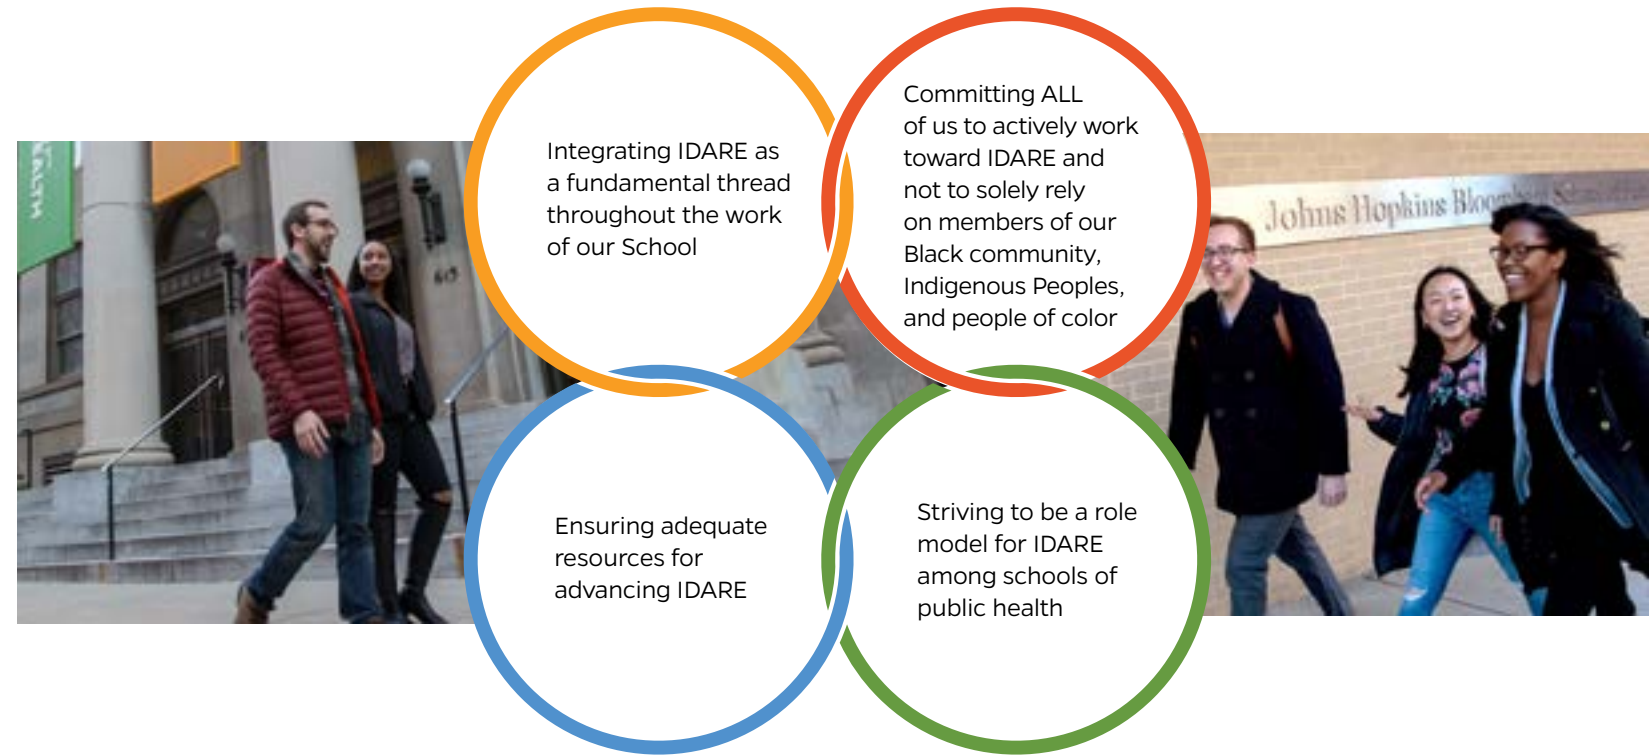 Integrating IDARE as
a fundamental thread
throughout the work
of our School
Committing ALL
of us to actively work
toward IDARE and
not to solely rely
on members of our
Black community,
Indigenous Peoples,
and people of color
Ensuring adequate
resources for
advancing IDARE
Striving to be a role
model for IDARE
among schools of
public health
615
Johns Hopkins